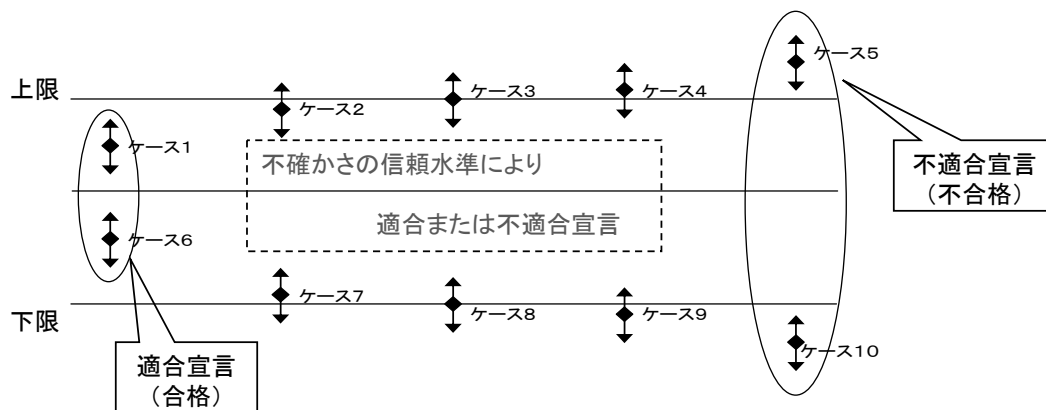 上限
ケース1
ケース2
ケース3
ケース4
ケース5
不確かさの信頼水準により
適合または不適合宣言
不適合宣言
（不合格）
ケース6
ケース7
ケース8
ケース9
ケース10
下限
適合宣言
（合格）